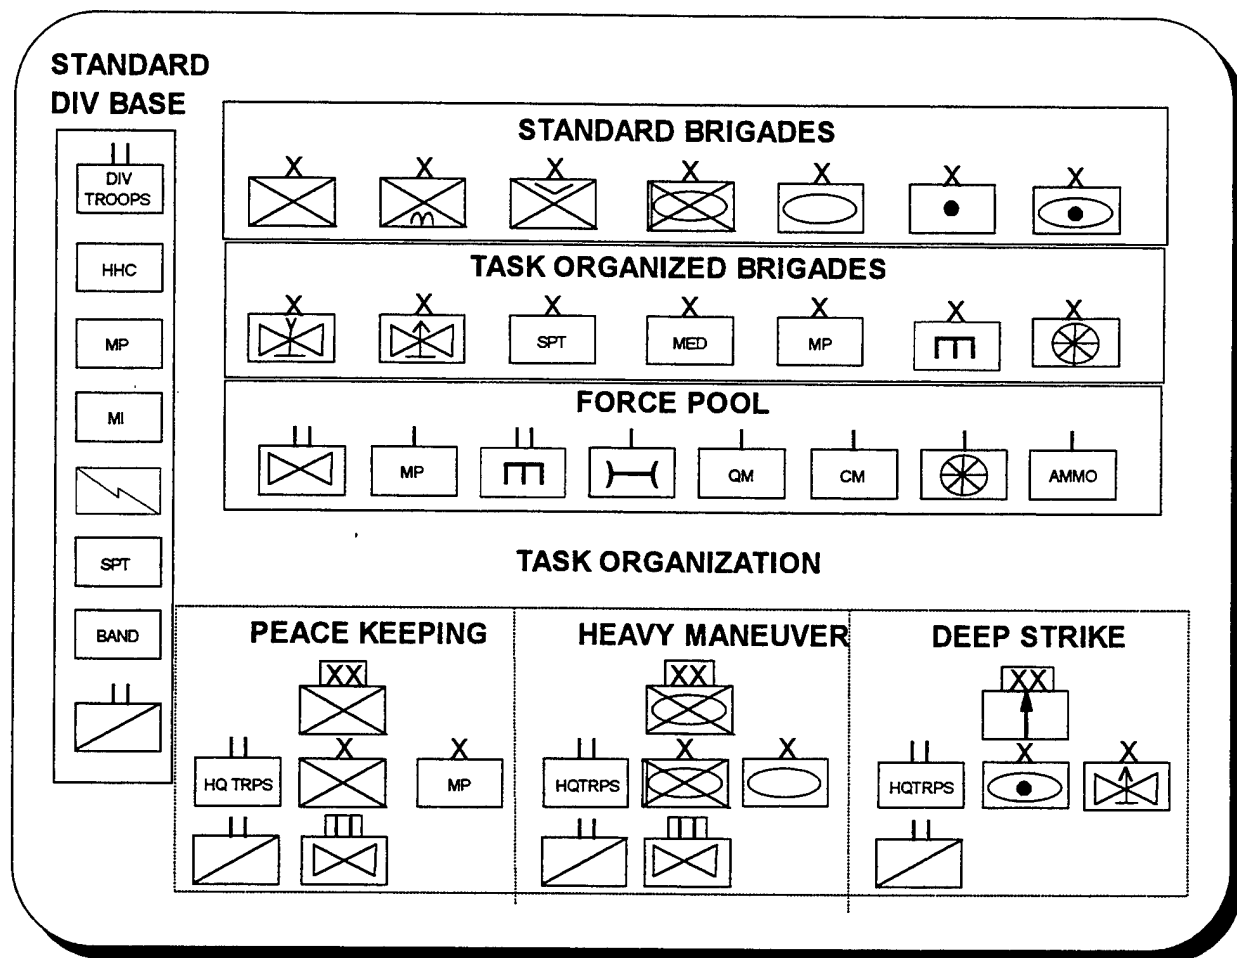 STANDARD
DIV BASE
DIV
TROOPS
HHC
MP
MI
SPT
BAND
STANDARD BRIGADES
X X X X X X X
TASK ORGANIZED BRIGADES
X X X X X X X
SPT MED MP
FORCE POOL
MP QM CM AMMO
TASK ORGANIZATION
PEACE KEEPING
XX
X X
HQ TRPS MP
HEAVY MANEUVER
XX
X X
HQTRPS
DEEP STRIKE
XX
X X
HQTRPS